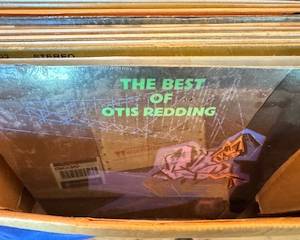 STEREO
THE BEST
OF
OTIS REDDING